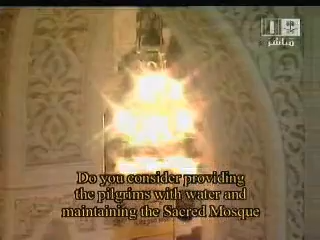 مباشر
Do you consider providing
the pilgrims with water and
maintaining the Sacred Mosque